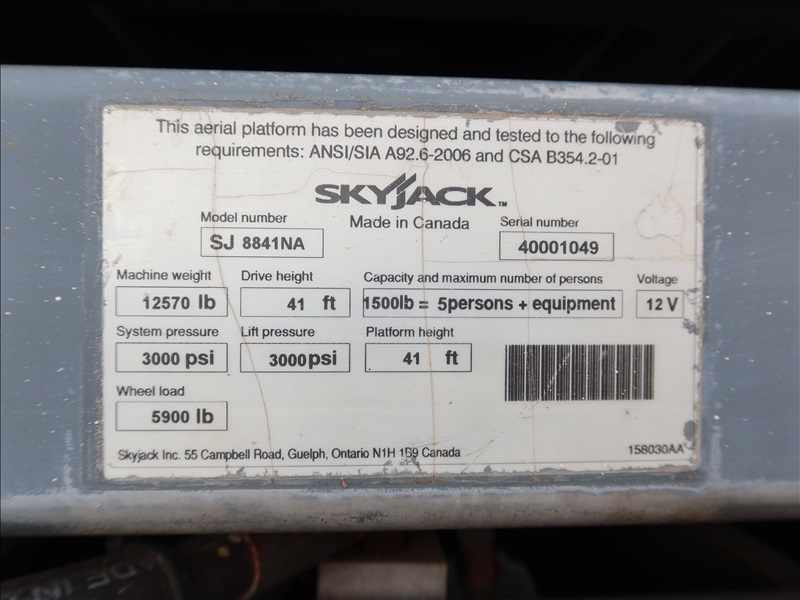 This aerial platform has been designed and tested to the following
requirements: ANSI/SIA A92.6-2006 and CSA B354.2-01
SKYJACK™
Made in Canada
Model number
SJ 8841NA
Serial number
40001049
Machine weight
12570 lb
Drive height
41 ft
Capacity and maximum number of persons
1500lb = 5persons + equipment
Voltage
12 V
System pressure
3000 psi
Lift pressure
3000psi
Platform height
41 ft
Wheel load
5900 lb
Skyjack Inc. 55 Campbell Road, Guelph, Ontario N1H 1B9 Canada
158030AA